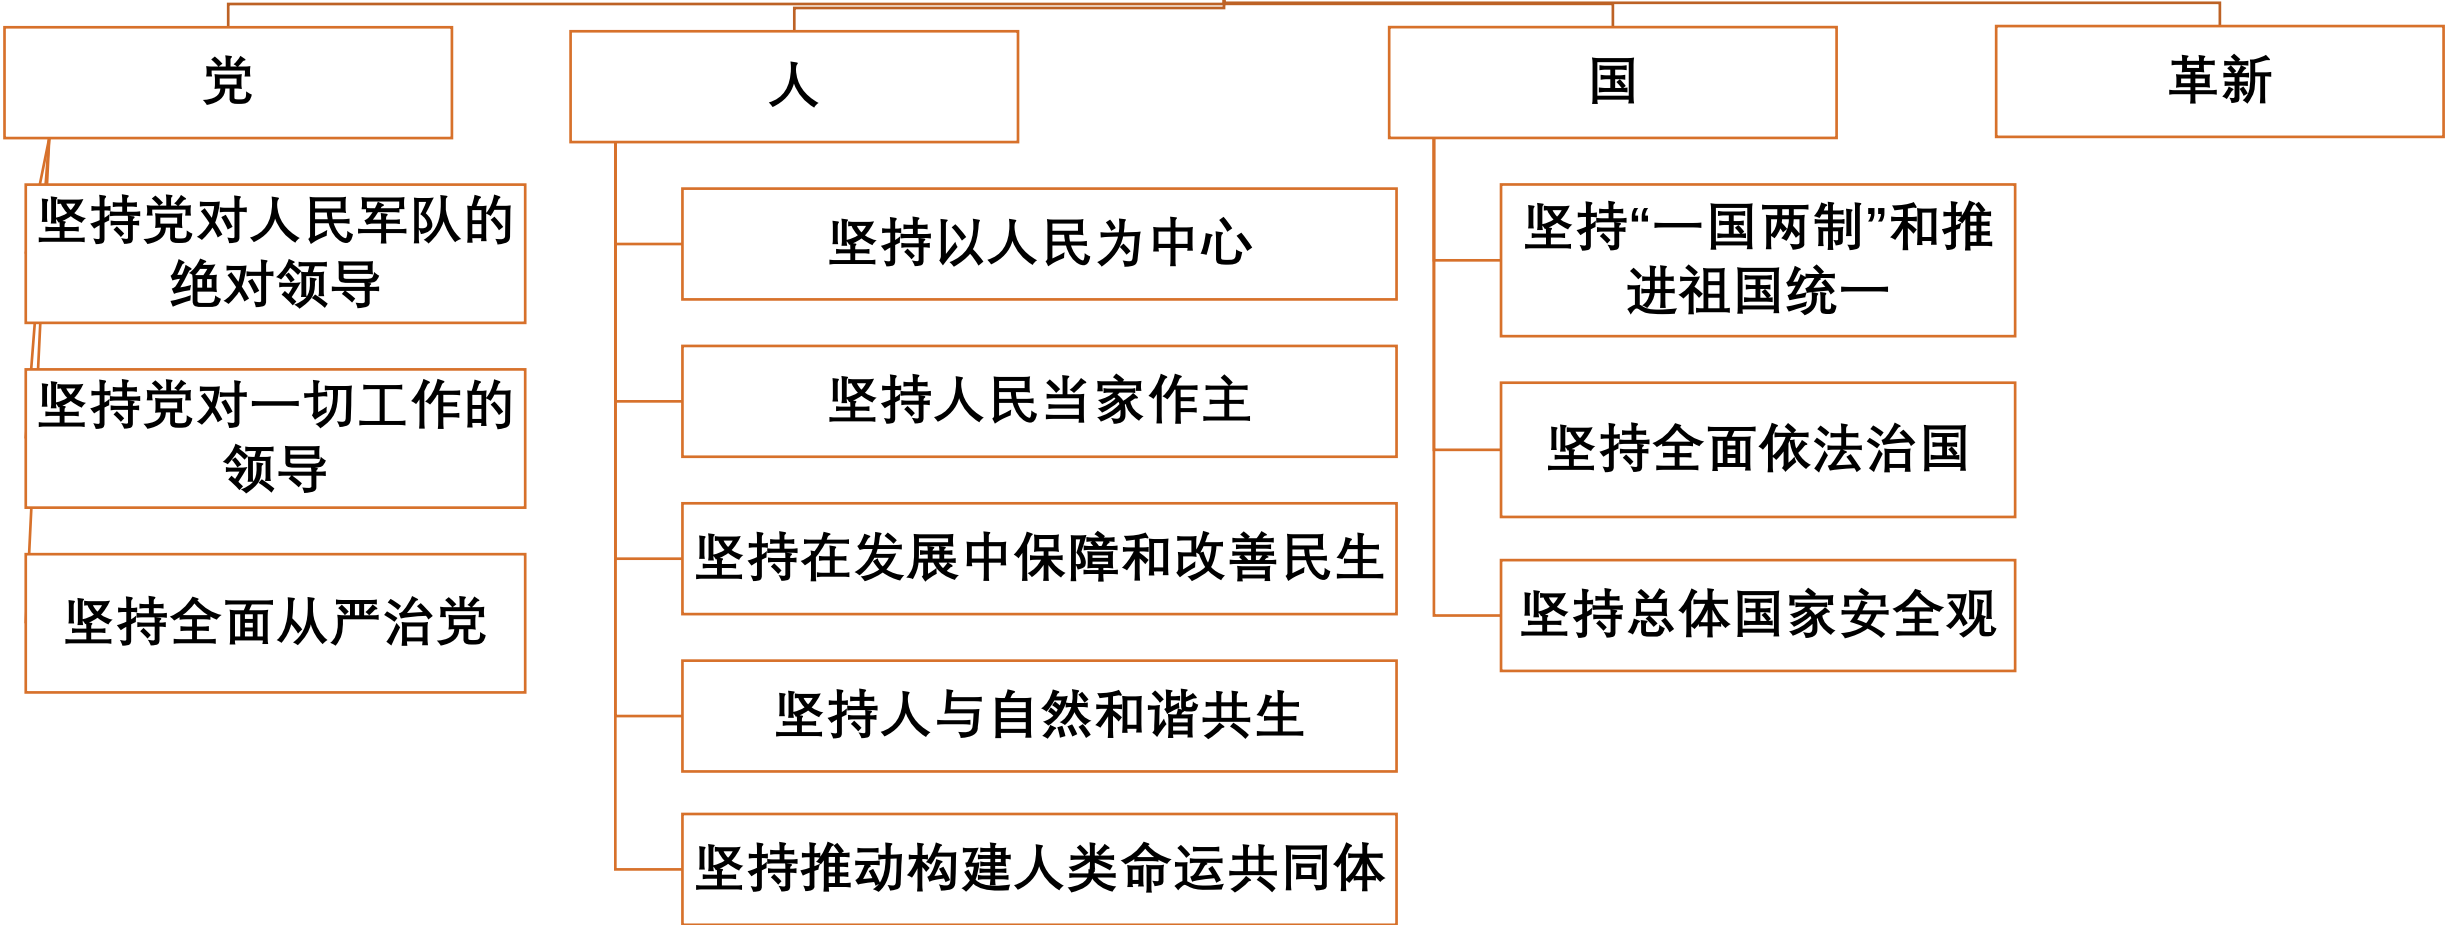 党
坚持党对人民军队的
绝对领导
坚持党对一切工作的
领导
坚持全面从严治党
人
坚持以人民为中心
坚持人民当家作主
坚持在发展中保障和改善民生
坚持人与自然和谐共生
坚持推动构建人类命运共同体
国
坚持“一国两制”和推
进祖国统一
坚持全面依法治国
坚持总体国家安全观
革新